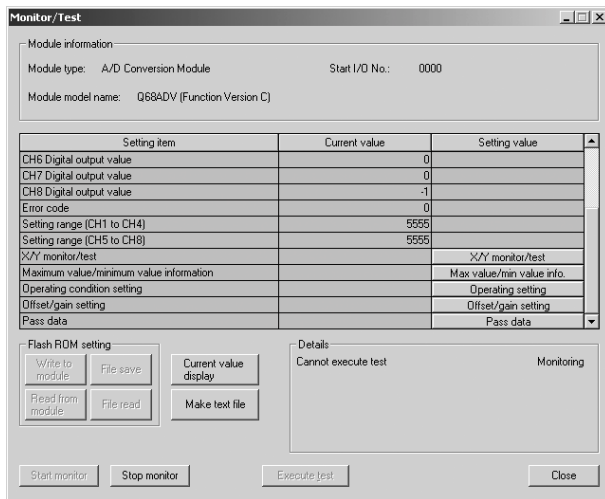 Monitor/Test
Module information
Module type: A/D Conversion Module Start I/O No.: 0000
Module model name: Q68ADV (Function Version C)
Setting item Current value Setting value
CH6 Digital output value 0
CH7 Digital output value 0
CH8 Digital output value -1
Error code 0
Setting range (CH1 to CH4) 5555
Setting range (CH5 to CH8) 5555
X/Y monitor/test X/Y monitor/test
Maximum value/minimum value information Max value/min value info.
Operating condition setting Operating setting
Offset/gain setting Offset/gain setting
Pass data Pass data
Flash ROM setting
Write to
module
File save
Current value
display
Read from
module
File read
Make text file
Details
Cannot execute test Monitoring
Start monitor Stop monitor Execute test Close